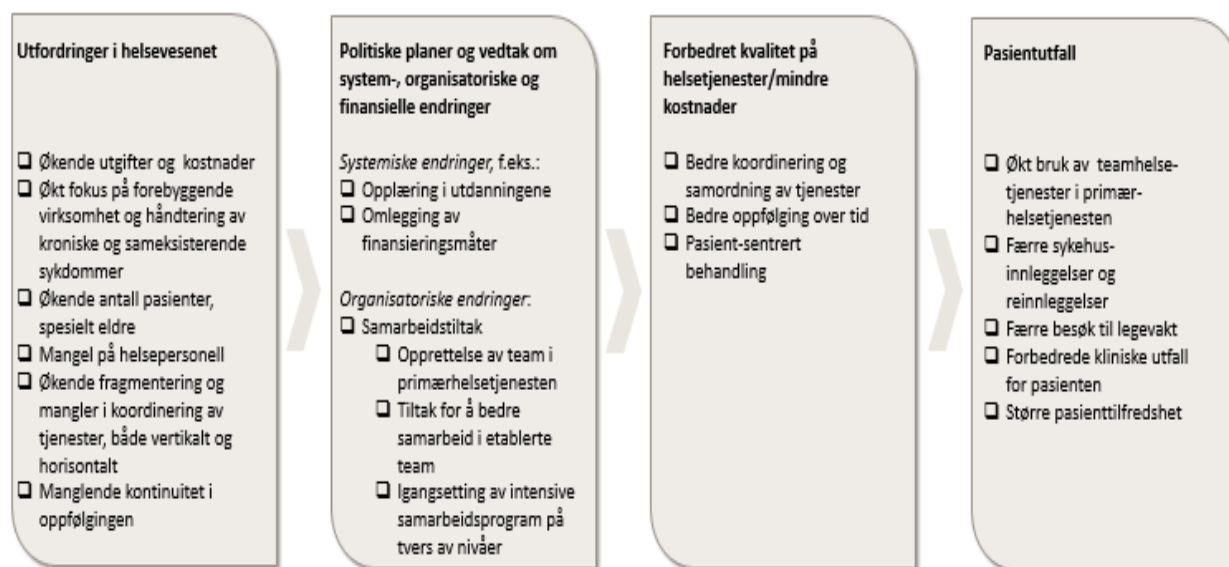 Utfordringer i helsevesenet
❑ Økende utgifter og kostnader
❑ Økt fokus på forebyggende
virksomhet og håndtering av
kroniske og sameksisterende
sykdommer
❑ Økende antall pasienter,
spesielt eldre
❑ Mangel på helsepersonell
❑ Økende fragmentering og
mangler i koordinering av
tjenester, både vertikalt og
horisontalt
❑ Manglende kontinuitet i
oppfølgingen
Politiske planer og vedtak om
system-, organisatoriske og
finansielle endringer
Systemiske endringer, f.eks.:
❑ Opplæring i utdanningene
❑ Omlegging av
finansieringsmåter
Organisatoriske endringer:
❑ Samarbeidstiltak
❑ Opprettelse av team i
primærhelsetjenesten
❑ Tiltak for å bedre
samarbeid i etablerte
team
❑ Igangsetting av intensive
samarbeidsprogram på
tvers av nivåer
Forbedret kvalitet på
helsetjenester/mindre
kostnader
❑ Bedre koordinering og
samordning av tjenester
❑ Bedre oppfølging over tid
❑ Pasient-sentrert
behandling
Pasientutfall
❑ Økt bruk av teamhelse-
tjenester i primær-
helsetjenesten
❑ Færre sykehus-
innleggelser og
reinnleggelser
❑ Færre besøk til legevakt
❑ Forbedrede kliniske utfall
for pasienten
❑ Større pasienttilfredshet